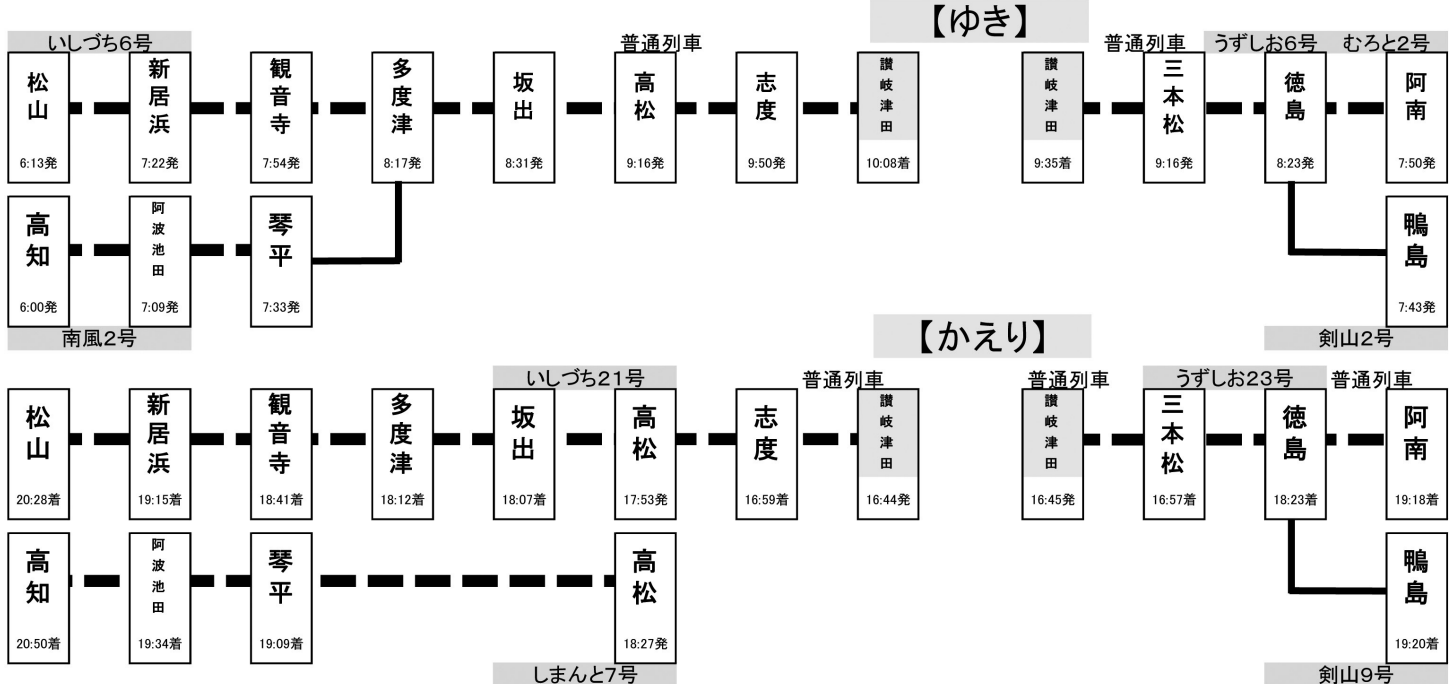 【ゆき】
いしづち6号
普通列車
普通列車
うずしお6号
むろと2号
松山
6:13発
新居浜
7:22発
観音寺
7:54発
多度津
8:17発
坂出
8:31発
高松
9:16発
志度
9:50発
讃岐津田
10:08着
讃岐津田
9:35着
三本松
9:16発
徳島
8:23発
阿南
7:50発
高知
6:00発
阿波池田
7:09発
琴平
7:33発
鴨島
7:43発
南風2号
剣山2号
【かえり】
いしづち21号
普通列車
普通列車
うずしお23号
普通列車
松山
20:28着
新居浜
19:15着
観音寺
18:41着
多度津
18:12着
坂出
18:07着
高松
17:53発
志度
16:59着
讃岐津田
16:44発
讃岐津田
16:45発
三本松
16:57着
徳島
18:23着
阿南
19:18着
高知
20:50着
阿波池田
19:34着
琴平
19:09着
高松
18:27発
鴨島
19:20着
しまんと7号
剣山9号